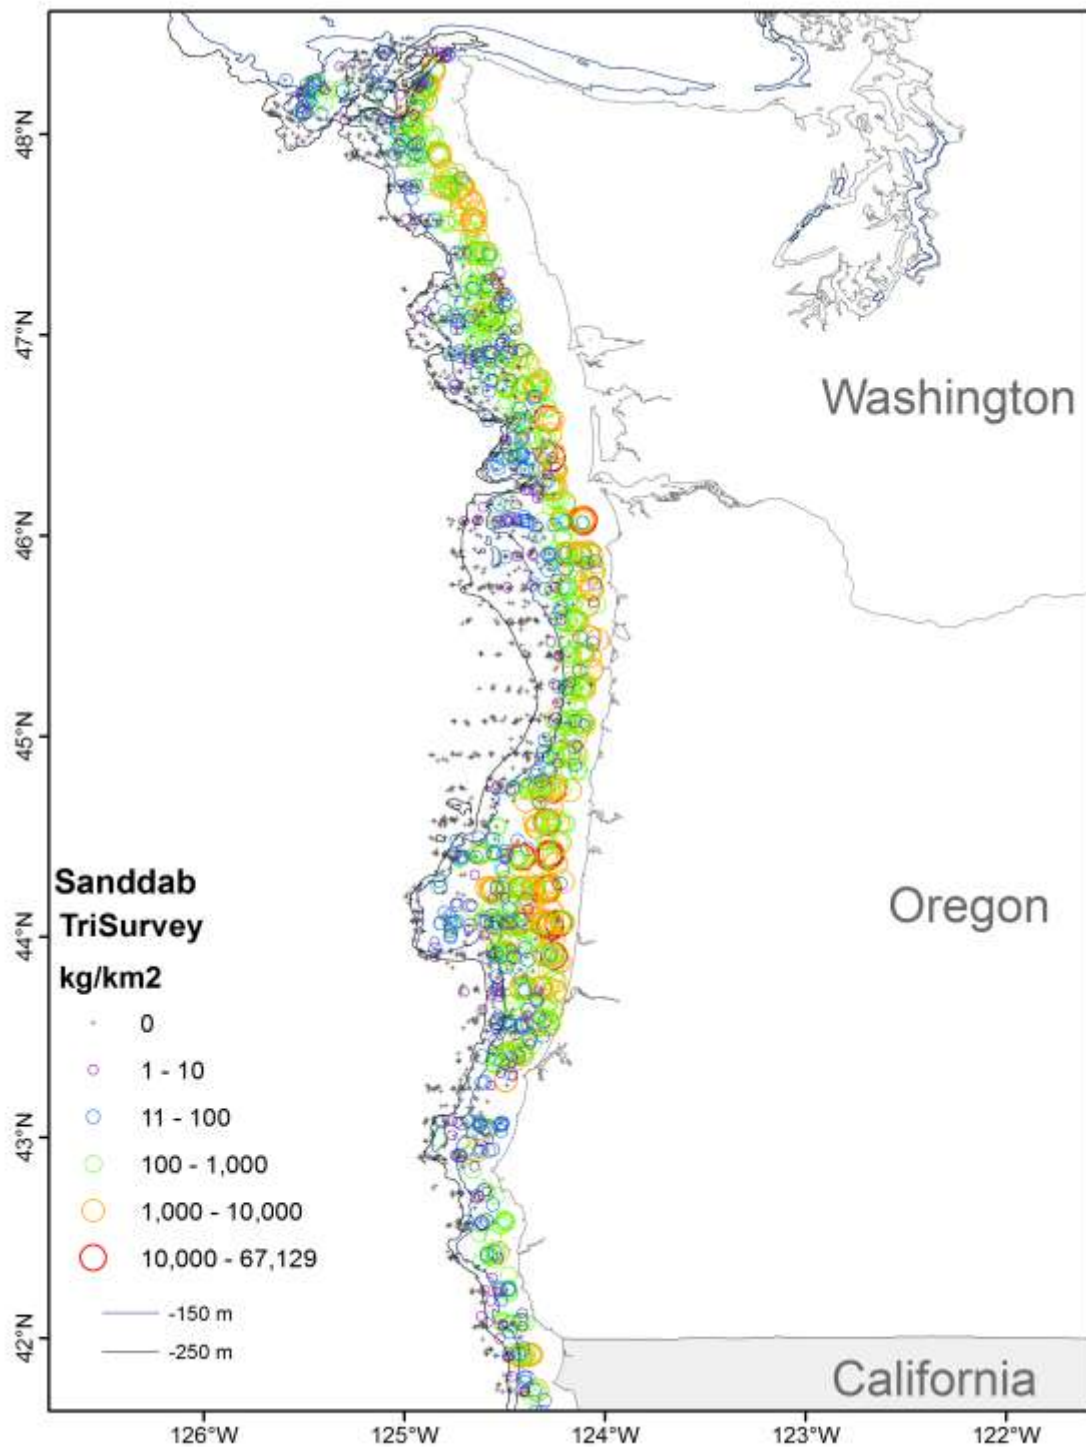 48°N
47°N
Washington
46°N
45°N
Sanddab
TriSurvey
Oregon
44°N
kg/km2
0
1 - 10
11 - 100
43°N
100 - 1,000
1,000 - 10,000
10,000 - 67,129
-150 m
42°N
-250 m
California
126°W 125°W 124°W 123°W 122°W